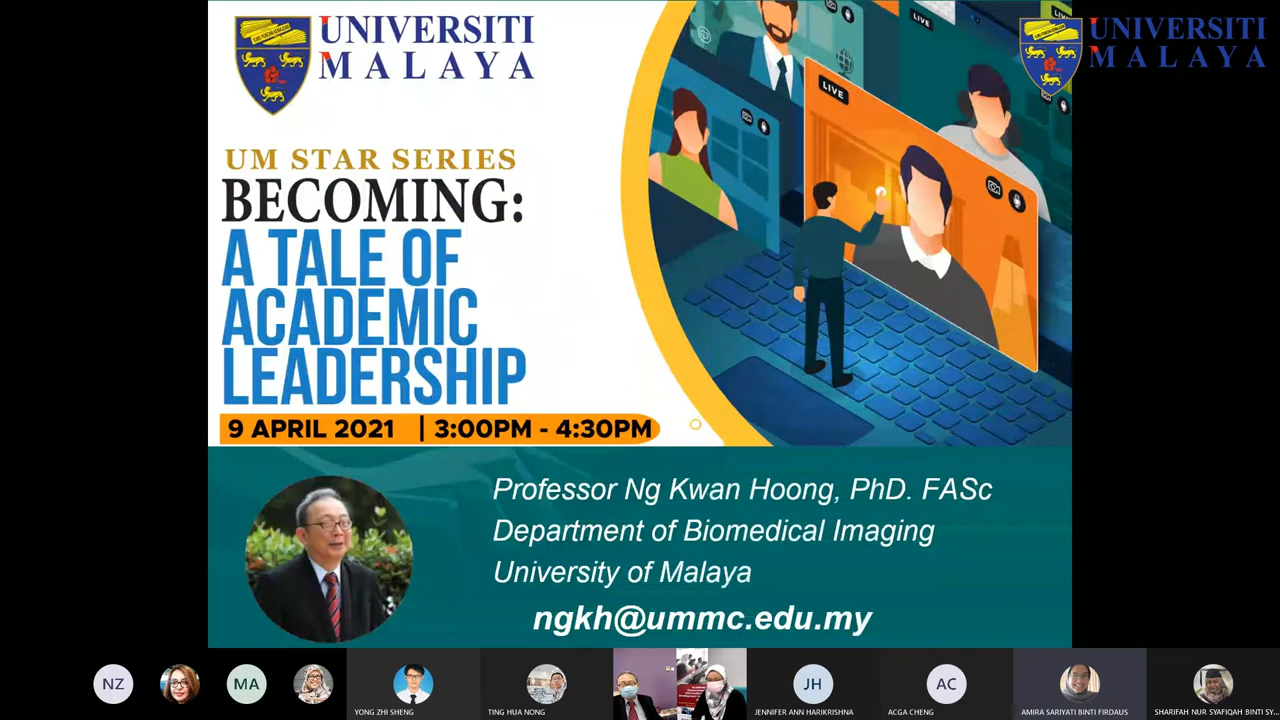 UNIVERSITI
MALAYA
UM STAR SERIES
BECOMING:
A TALE OF
ACADEMIC
LEADERSHIP
9 APRIL 2021 | 3:00PM - 4:30PM
LIVE
LIVE
UNIVERSITI
MALAYA
Professor Ng Kwan Hoong, PhD. FASc
Department of Biomedical Imaging
University of Malaya
ngkh@ummc.edu.my
NZ
MA
YONG ZHI SHENG
TING HUA NONG
JH
JENNIFER ANN HARIKRISHNA
AC
ACGA CHENG
AMIRA SARIYATI BINTI FIRDAUS
SHARIFAH NUR SYAFIQAH BINTI SY...